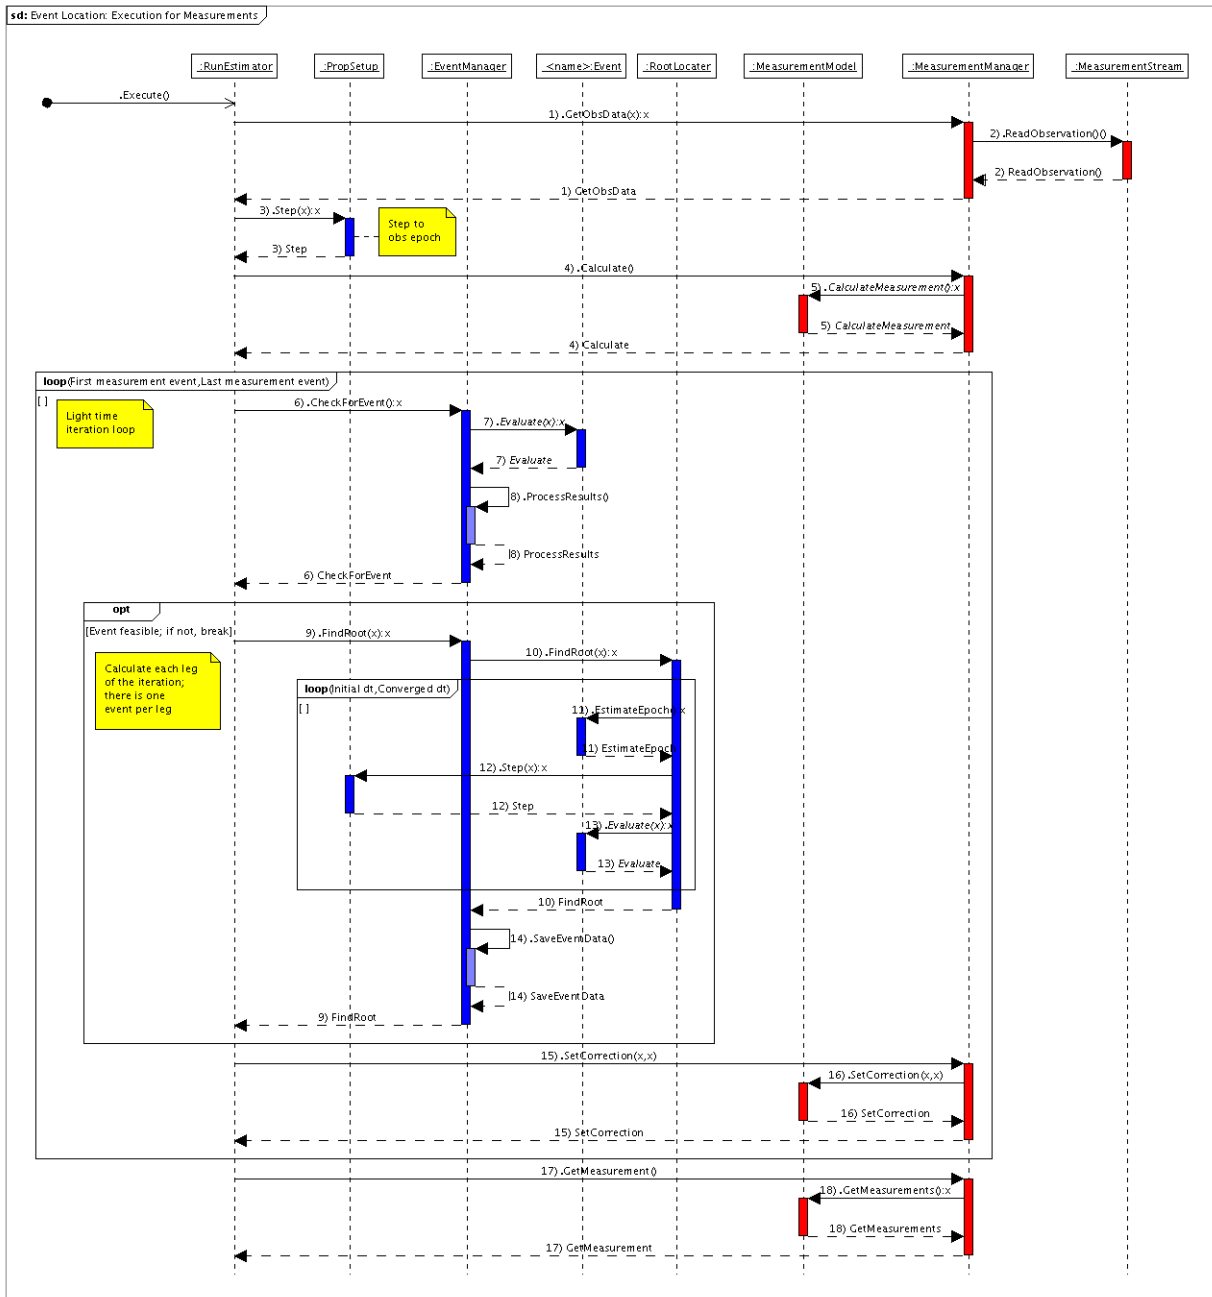 sd: Event Location: Execution for Measurements
:RunEstimator
:PropSetup
:EventManager
<name>:Event
:RootLocater
:MeasurementModel
:MeasurementManager
:MeasurementStream
.Execute()
1) .GetObsData(x): x
2) .ReadObservation()()
2) ReadObservation()
1) GetObsData
3) .Step(x): x
Step to
obs epoch
3) Step
4) .Calculate()
5) .CalculateMeasurement(): x
5) CalculateMeasurement
4) Calculate
loop(First measurement event,Last measurement event)
[ ]
Light time
iteration loop
6) .CheckForEvent(): x
7) .Evaluate(x): x
7) Evaluate
8) .ProcessResults()
8) ProcessResults
6) CheckForEvent
opt
[Event feasible; if not, break]
9) .FindRoot(x): x
10) .FindRoot(x): x
Calculate each leg
of the iteration;
there is one
event per leg
loop(Initial dt,Converged dt)
[ ]
11) .EstimateEpoch(): x
11) EstimateEpoch
12) .Step(x): x
12) Step
13) .Evaluate(x): x
13) Evaluate
10) FindRoot
14) .SaveEventData()
14) SaveEventData
9) FindRoot
15) .SetCorrection(x,x)
16) .SetCorrection(x,x)
16) SetCorrection
15) SetCorrection
17) .GetMeasurement()
18) .GetMeasurements(): x
18) GetMeasurements
17) GetMeasurement